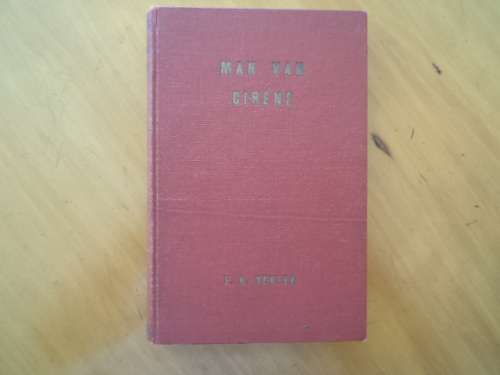 MAN VAN
CIRENE
F. A. VENTER